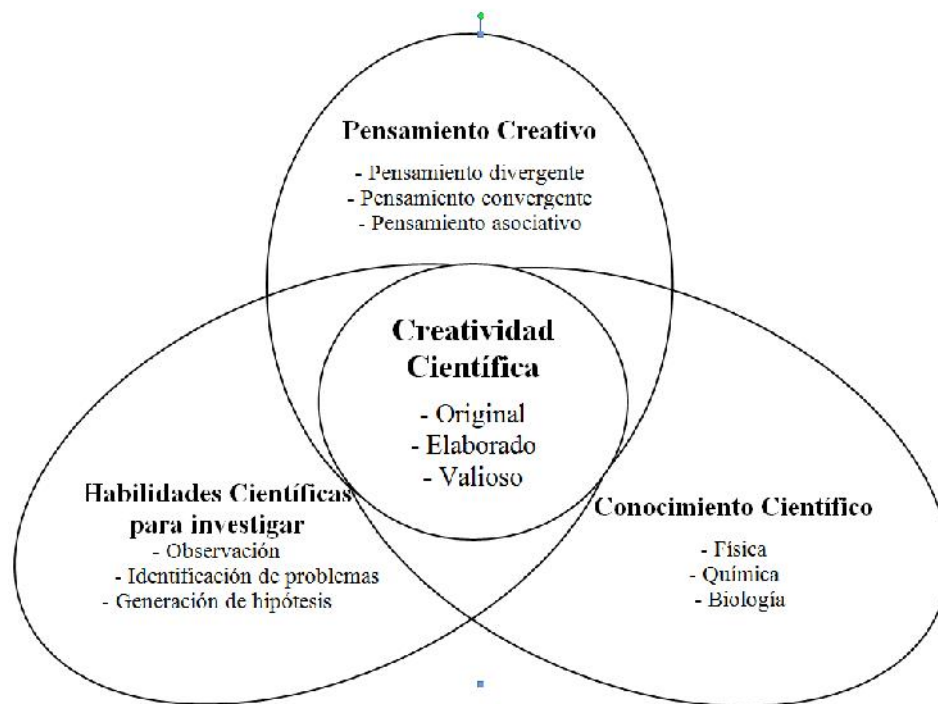 Pensamiento Creativo
- Pensamiento divergente
- Pensamiento convergente
- Pensamiento asociativo
Creatividad
Científica
- Original
- Elaborado
- Valioso
Habilidades Científicas
para investigar
- Observación
- Identificación de problemas
- Generación de hipótesis
Conocimiento Científico
- Física
- Química
- Biología